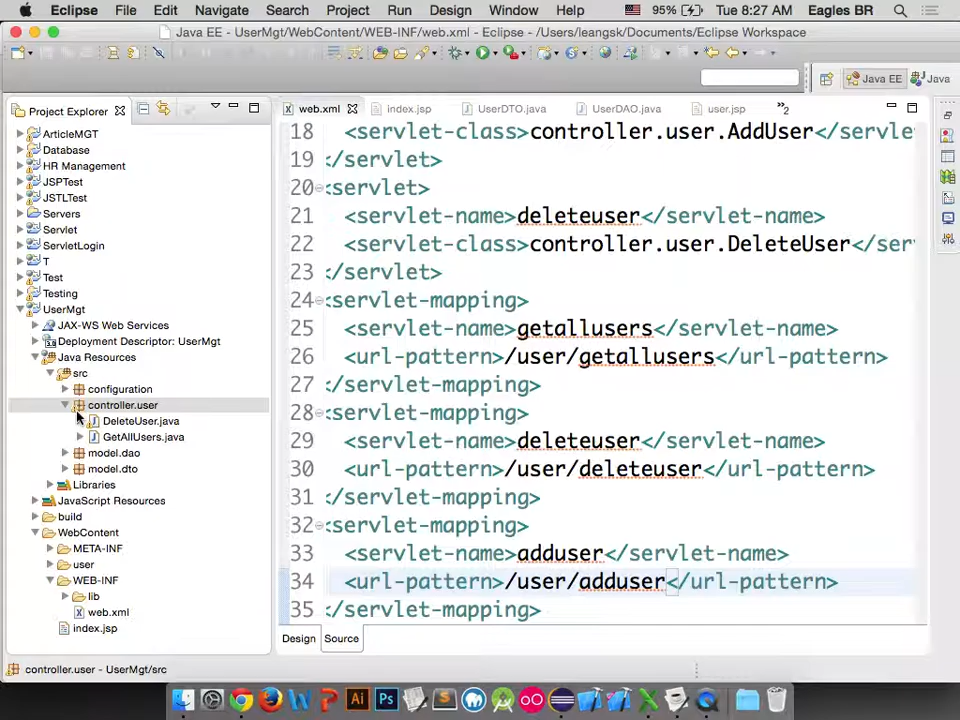 Eclipse File Edit Navigate Search Project Run Design Window Help 95% Tue 8:27 AM Eagles BR
Java EE - UserMgt/WebContent/WEB-INF/web.xml - Eclipse - /Users/leangsk/Documents/Eclipse Workspace
Java EE Java
Project Explorer
web.xml index.jsp UserDTO.java UserDAO.java user.jsp »2
ArticleMGT
Database
HR Management
JSPTest
JSTLTest
Servers
Servlet
ServletLogin
T
Test
Testing
UserMgt
JAX-WS Web Services
Deployment Descriptor: UserMgt
Java Resources
src
configuration
controller.user
DeleteUser.java
GetAllUsers.java
model.dao
model.dto
Libraries
JavaScript Resources
build
WebContent
META-INF
user
WEB-INF
lib
web.xml
index.jsp
18 <servlet-class>controller.user.AddUser</servle
19 </servlet>
20 <servlet>
21 <servlet-name>deleteuser</servlet-name>
22 <servlet-class>controller.user.DeleteUser</ser
23 </servlet>
24 <servlet-mapping>
25 <servlet-name>getallusers</servlet-name>
26 <url-pattern>/user/getallusers</url-pattern>
27 </servlet-mapping>
28 <servlet-mapping>
29 <servlet-name>deleteuser</servlet-name>
30 <url-pattern>/user/deleteuser</url-pattern>
31 </servlet-mapping>
32 <servlet-mapping>
33 <servlet-name>adduser</servlet-name>
34 <url-pattern>/user/adduser</url-pattern>
35 </servlet-mapping>
Design Source
controller.user - UserMgt/src
Ai Ps